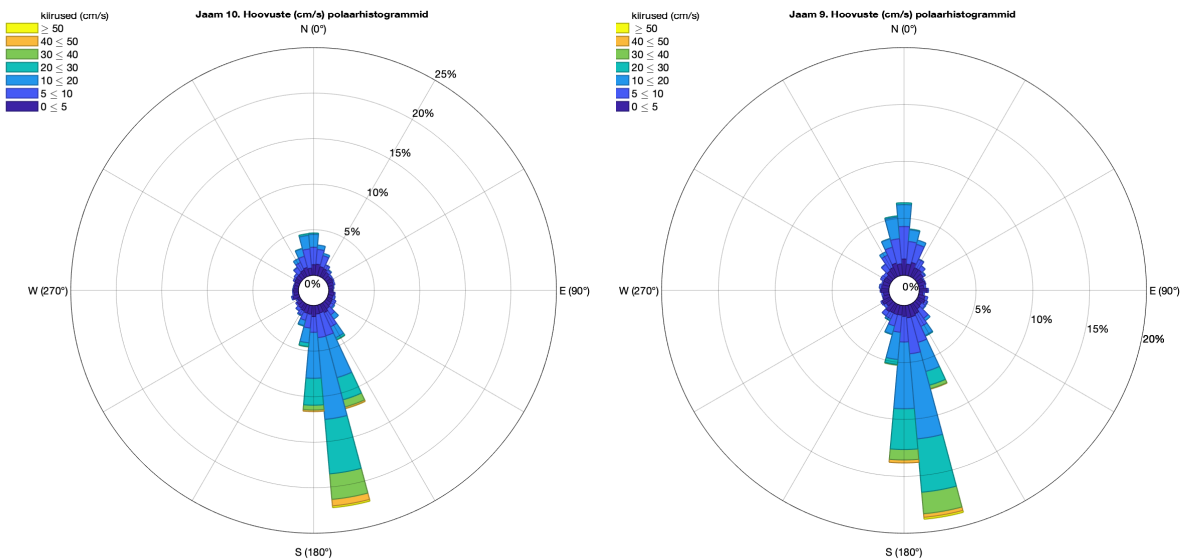 kiirused (cm/s)
≥ 50
40 ≤ 50
30 ≤ 40
20 ≤ 30
10 ≤ 20
5 ≤ 10
0 ≤ 5
Jaam 10. Hoovuste (cm/s) polaarhistogrammid
N (0°)
25%
20%
15%
10%
5%
0%
W (270°)
E (90°)
S (180°)
kiirused (cm/s)
≥ 50
40 ≤ 50
30 ≤ 40
20 ≤ 30
10 ≤ 20
5 ≤ 10
0 ≤ 5
Jaam 9. Hoovuste (cm/s) polaarhistogrammid
N (0°)
W (270°)
0%
5%
10%
15%
20%
E (90°)
S (180°)